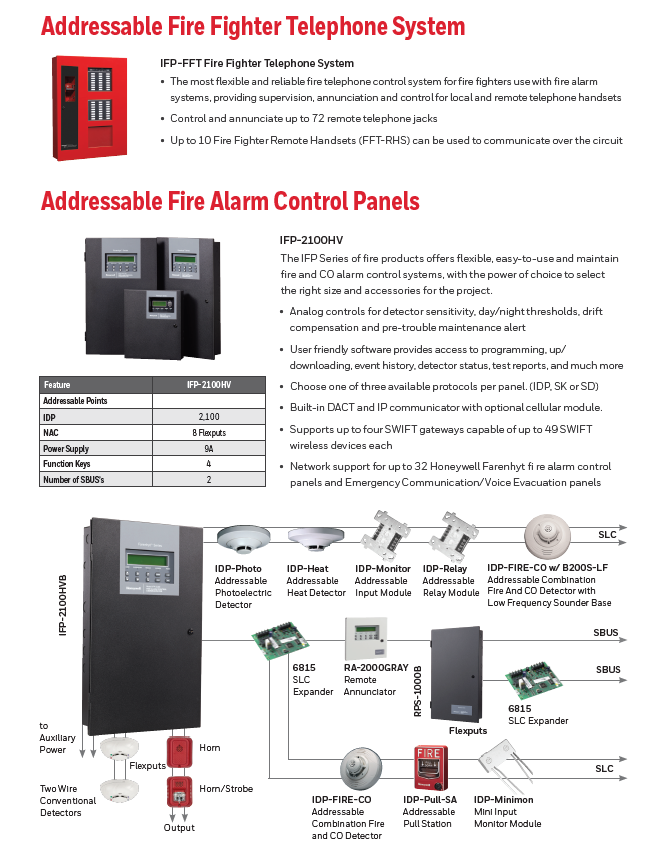 Addressable Fire Fighter Telephone System
IFP-FFT Fire Fighter Telephone System
• The most flexible and reliable fire telephone control system for fire fighters use with fire alarm
systems, providing supervision, annunciation and control for local and remote telephone handsets
• Control and annunciate up to 72 remote telephone jacks
• Up to 10 Fire Fighter Remote Handsets (FFT-RHS) can be used to communicate over the circuit
Addressable Fire Alarm Control Panels
IFP-2100HV
The IFP Series of fire products offers flexible, easy-to-use and maintain
fire and CO alarm control systems, with the power of choice to select
the right size and accessories for the project.
• Analog controls for detector sensitivity, day/night thresholds, drift
compensation and pre-trouble maintenance alert
• User friendly software provides access to programming, up/
downloading, event history, detector status, test reports, and much more
• Choose one of three available protocols per panel. (IDP, SK or SD)
• Built-in DACT and IP communicator with optional cellular module.
• Supports up to four SWIFT gateways capable of up to 49 SWIFT
wireless devices each
• Network support for up to 32 Honeywell Farenhyt fi re alarm control
panels and Emergency Communication/Voice Evacuation panels
Feature IFP-2100HV
Addressable Points
IDP 2,100
NAC 8 Flexputs
Power Supply 9A
Function Keys 4
Number of SBUS's 2
IFP-2100HVB
SLC
IDP-Photo
Addressable
Photoelectric
Detector
IDP-Heat
Addressable
Heat Detector
IDP-Monitor
Addressable
Input Module
IDP-Relay
Addressable
Relay Module
IDP-FIRE-CO w/ B200S-LF
Addressable Combination
Fire And CO Detector with
Low Frequency Sounder Base
SBUS
6815
SLC
Expander
RA-2000GRAY
Remote
Annunciator
RPS-1000B
Flexputs
SBUS
6815
SLC Expander
to
Auxiliary
Power
Flexputs
Horn
Two Wire
Conventional
Detectors
Horn/Strobe
Output
FIRE
SLC
IDP-FIRE-CO
Addressable
Combination Fire
and CO Detector
IDP-Pull-SA
Addressable
Pull Station
IDP-Minimon
Mini Input
Monitor Module